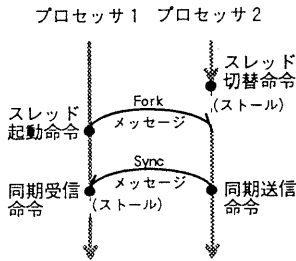 プロセッサ1 プロセッサ2
スレッド
切替命令
(ストール)
Fork
メッセージ
スレッド
起動命令
Sync
メッセージ
同期受信
命令
(ストール)
同期送信
命令